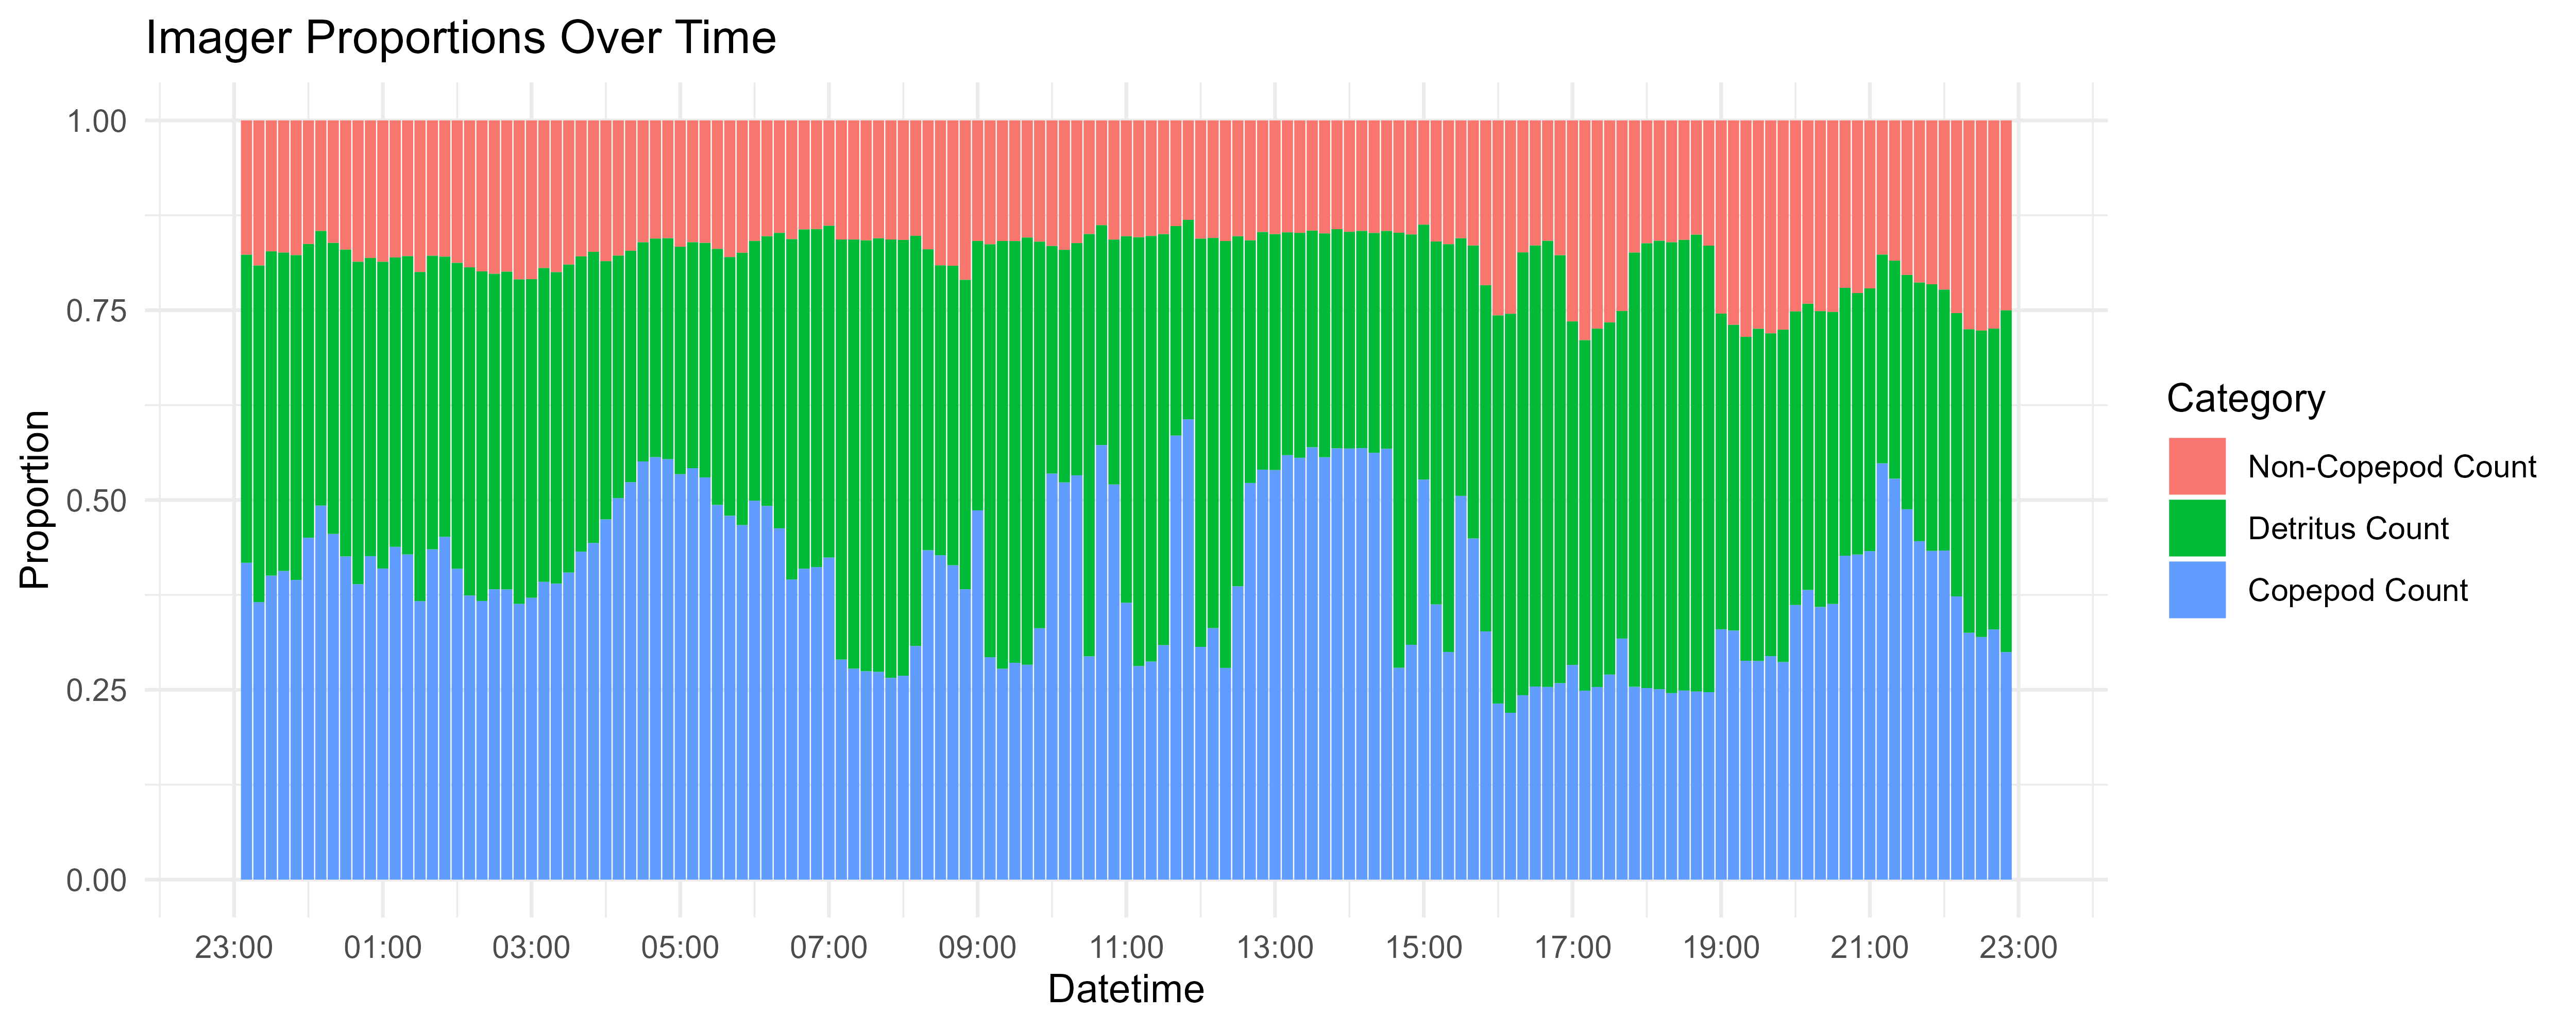 Imager Proportions Over Time
1.00
0.75
0.50
0.25
0.00
Proportion
23:00 01:00 03:00 05:00 07:00 09:00 11:00 13:00 15:00 17:00 19:00 21:00 23:00
Datetime
Category
Non-Copepod Count
Detritus Count
Copepod Count